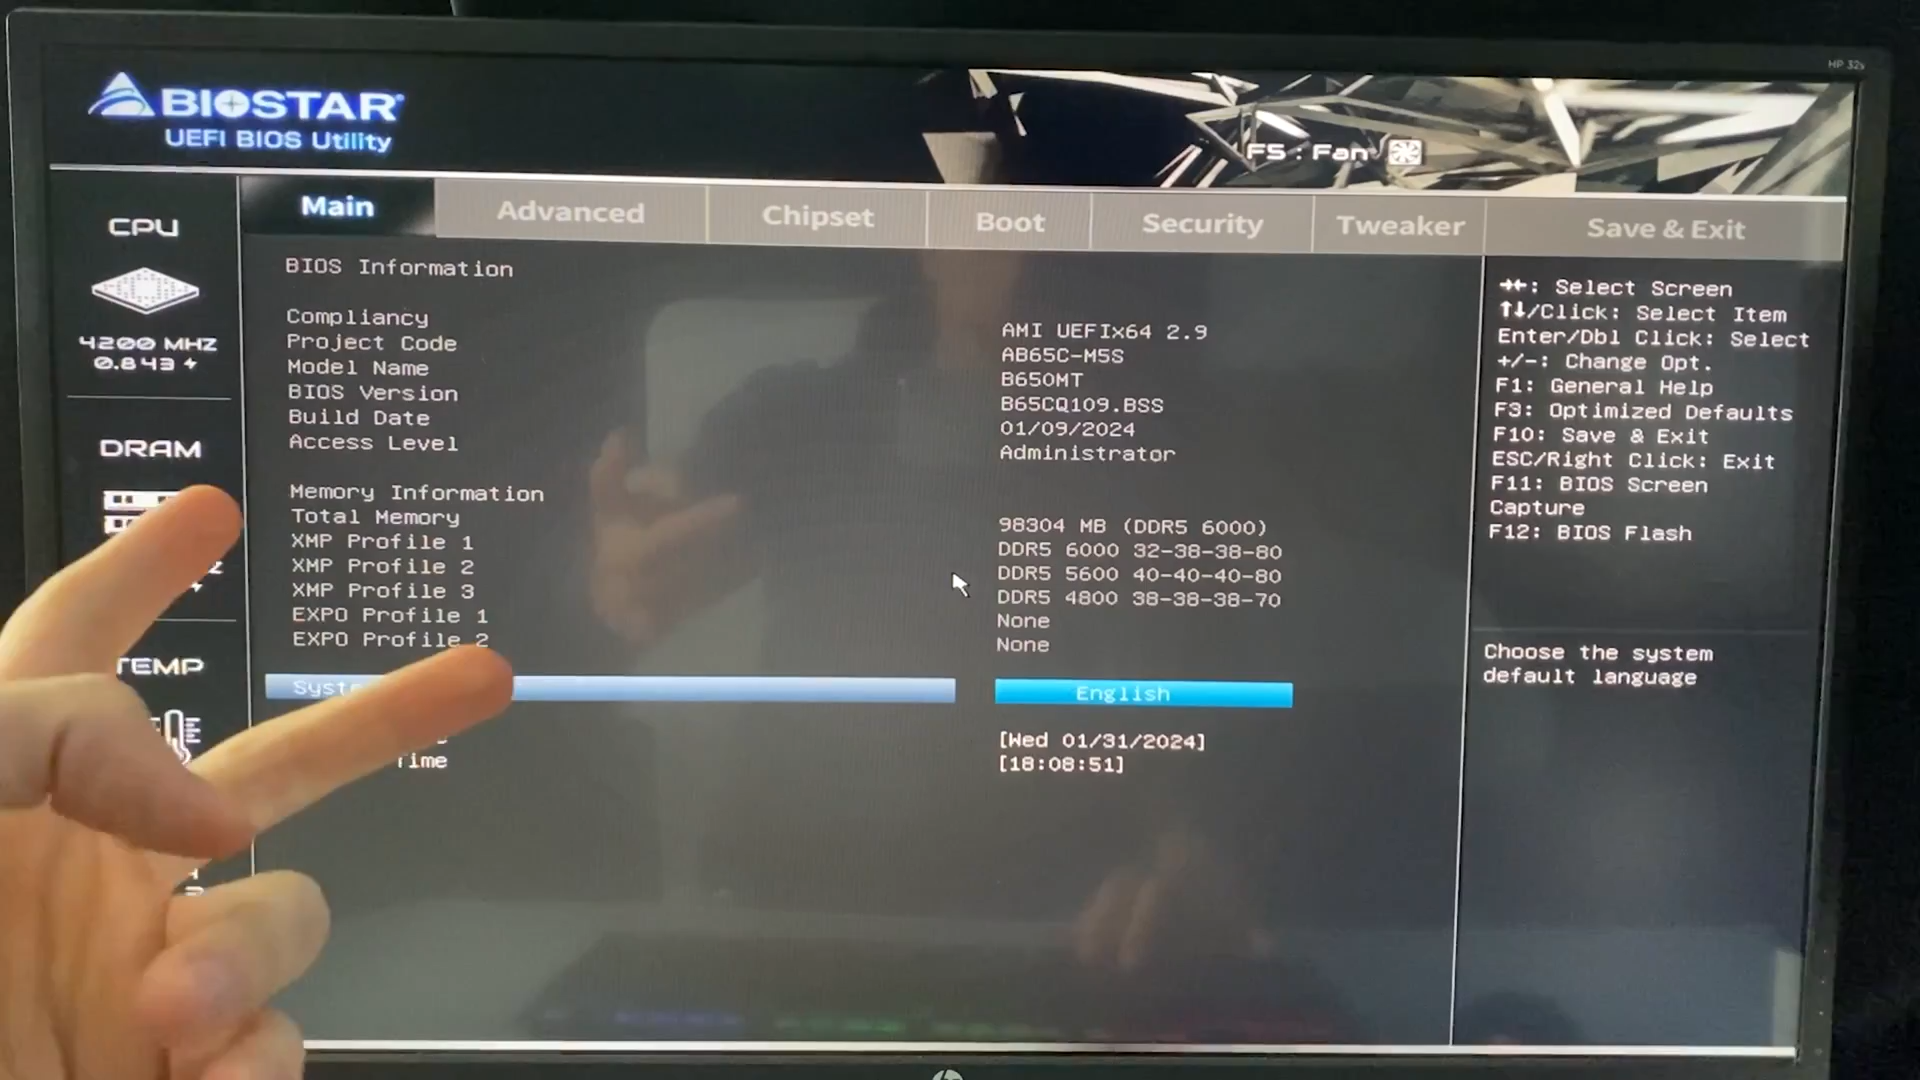 HP 32s
BIOSTAR
UEFI BIOS Utility
F5 : Fan
Main
Advanced
Chipset
Boot
Security
Tweaker
Save & Exit
CPU
4200 MHZ
0.843
DRAM
TEMP
BIOS Information
Compliancy AMI UEFIx64 2.9
Project Code AB65C-M5S
Model Name B650MT
BIOS Version B65CQ109.BSS
Build Date 01/09/2024
Access Level Administrator
Memory Information
Total Memory 98304 MB (DDR5 6000)
XMP Profile 1 DDR5 6000 32-38-38-80
XMP Profile 2 DDR5 5600 40-40-40-80
XMP Profile 3 DDR5 4800 38-38-38-70
EXPO Profile 1 None
EXPO Profile 2 None
English
[Wed 01/31/2024]
Time [18:08:51]
→←: Select Screen
↑↓/Click: Select Item
Enter/Dbl Click: Select
+/-: Change Opt.
F1: General Help
F3: Optimized Defaults
F10: Save & Exit
ESC/Right Click: Exit
F11: BIOS Screen
Capture
F12: BIOS Flash
Choose the system
default language